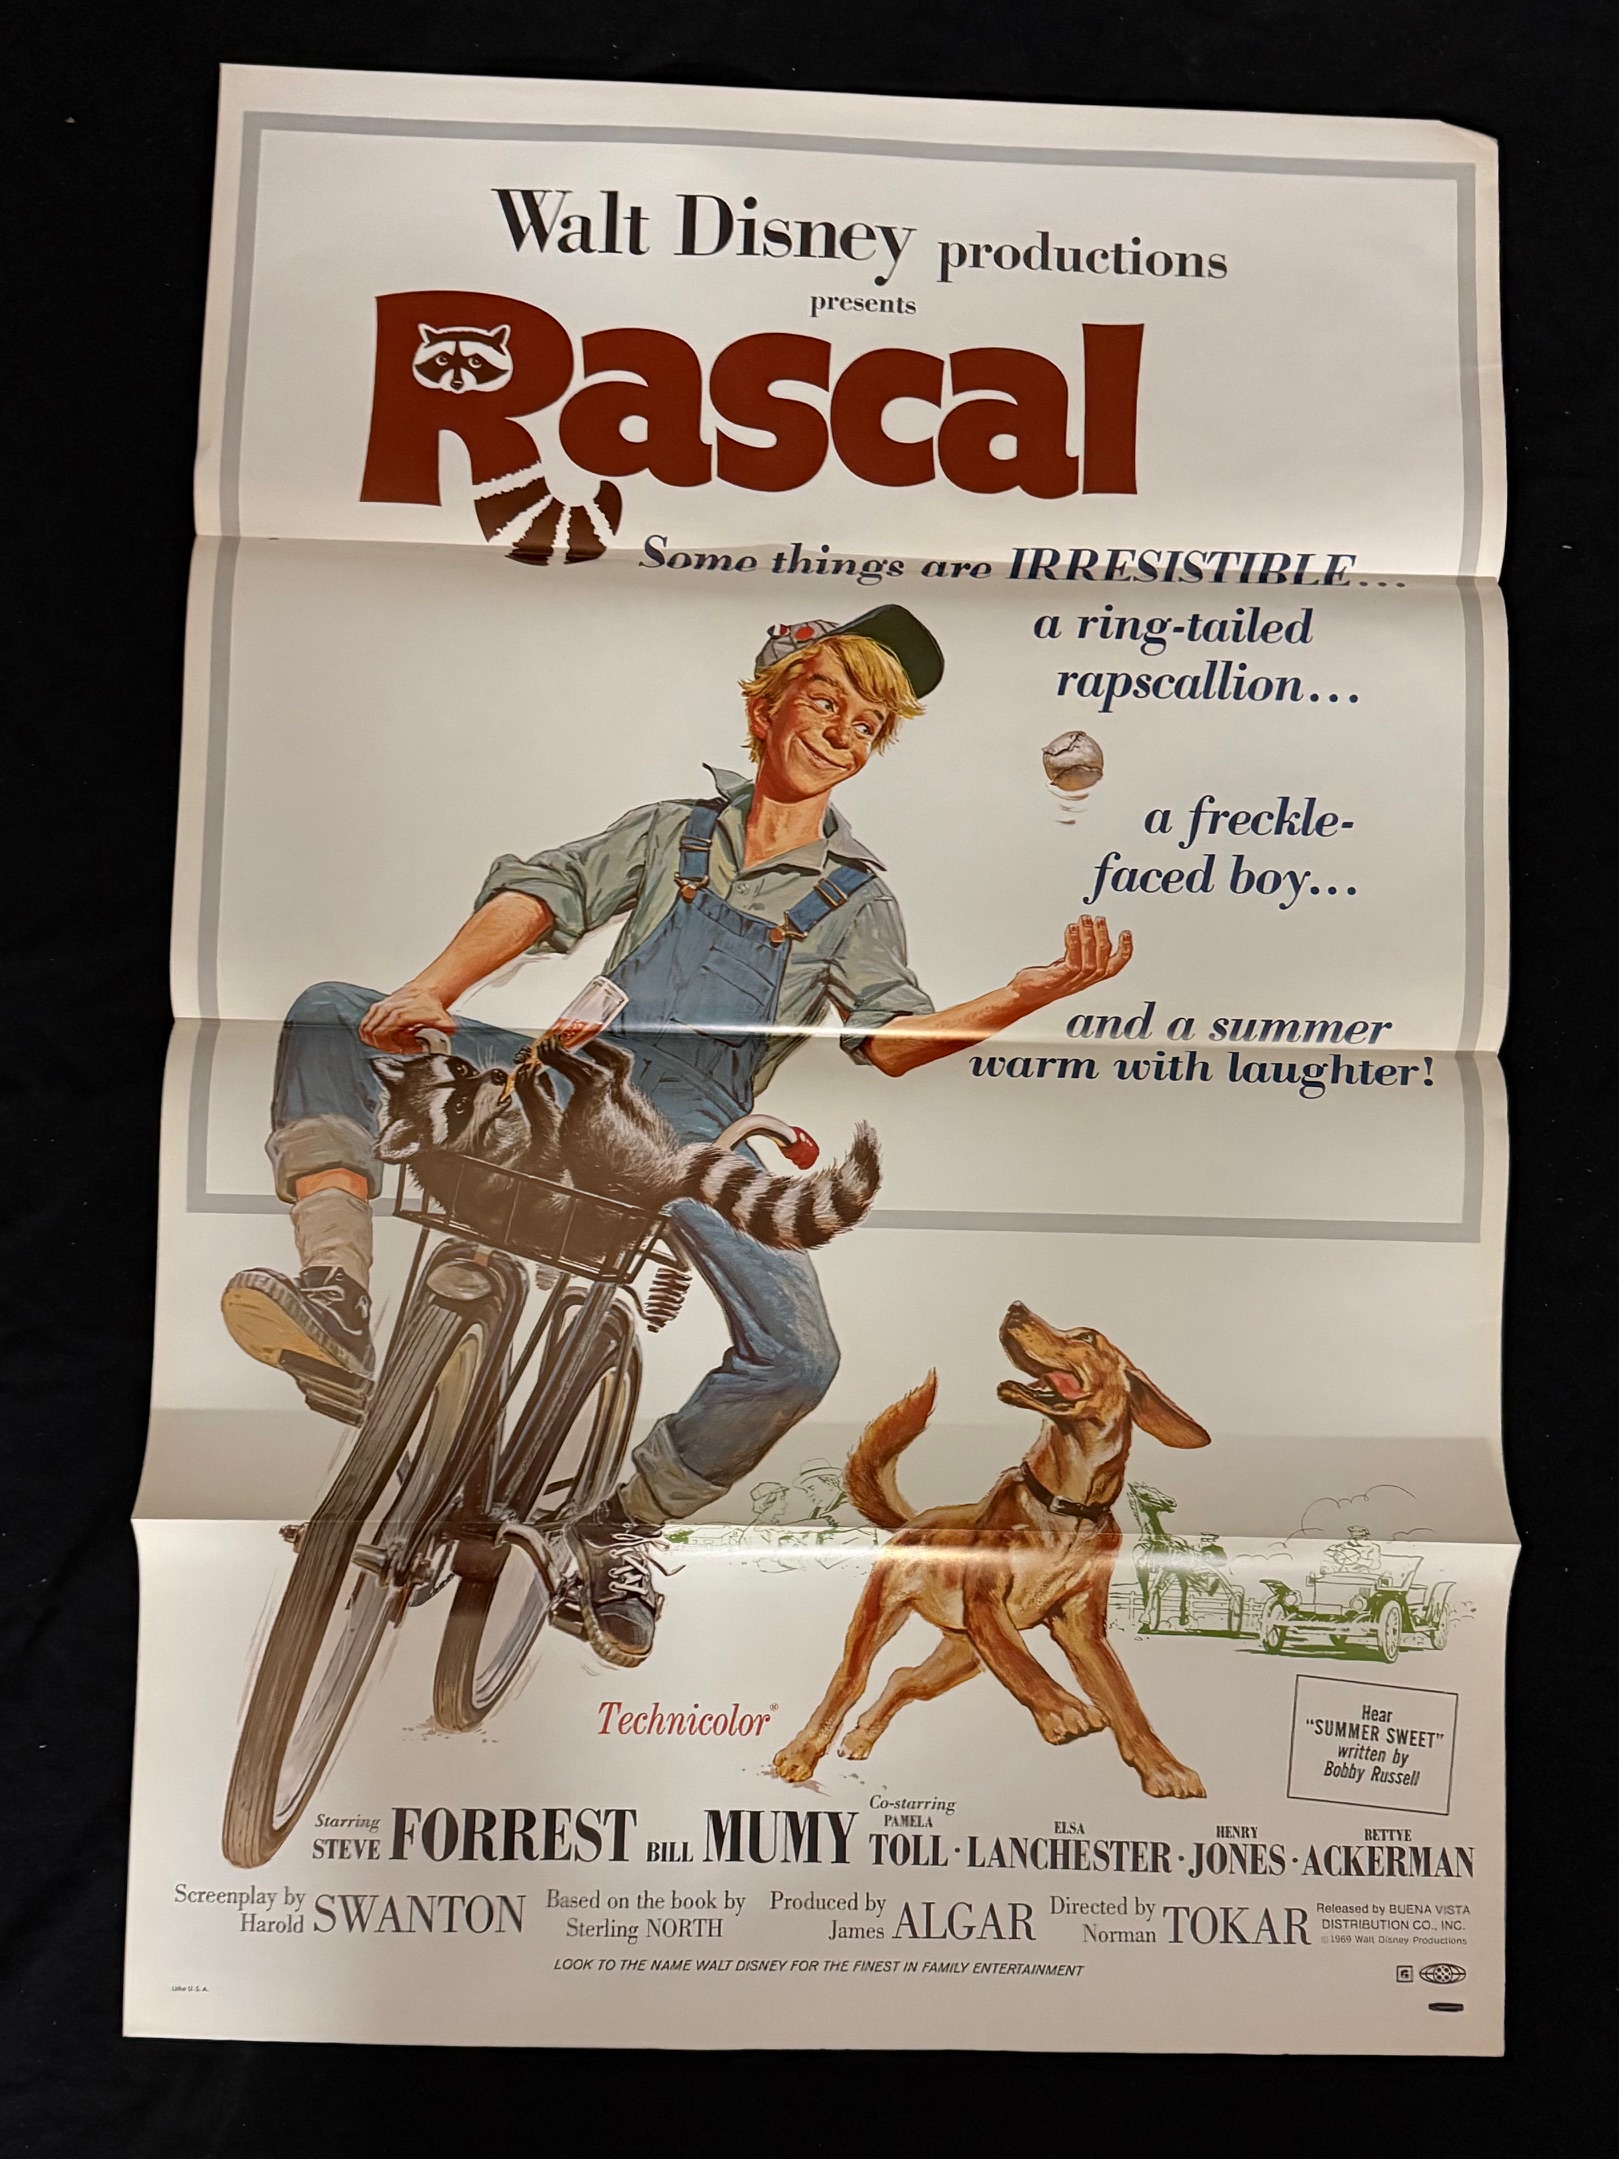 Walt Disney productions
presents
Rascal
Some things are IRRESISTIBLE...
a ring-tailed
rapscallion...
a freckle-
faced boy...
and a summer
warm with laughter!
Technicolor®
Hear
"SUMMER SWEET"
written by
Bobby Russell
Starring
STEVE FORREST BILL MUMY
Co-starring
PAMELA TOLL · ELSA LANCHESTER · HENRY JONES · BETTYE ACKERMAN
Screenplay by
Harold SWANTON
Based on the book by
Sterling NORTH
Produced by
James ALGAR
Directed by
Norman TOKAR
Released by BUENA VISTA
DISTRIBUTION CO., INC.
©1969 Walt Disney Productions
LOOK TO THE NAME WALT DISNEY FOR THE FINEST IN FAMILY ENTERTAINMENT
G
Litho U.S.A.